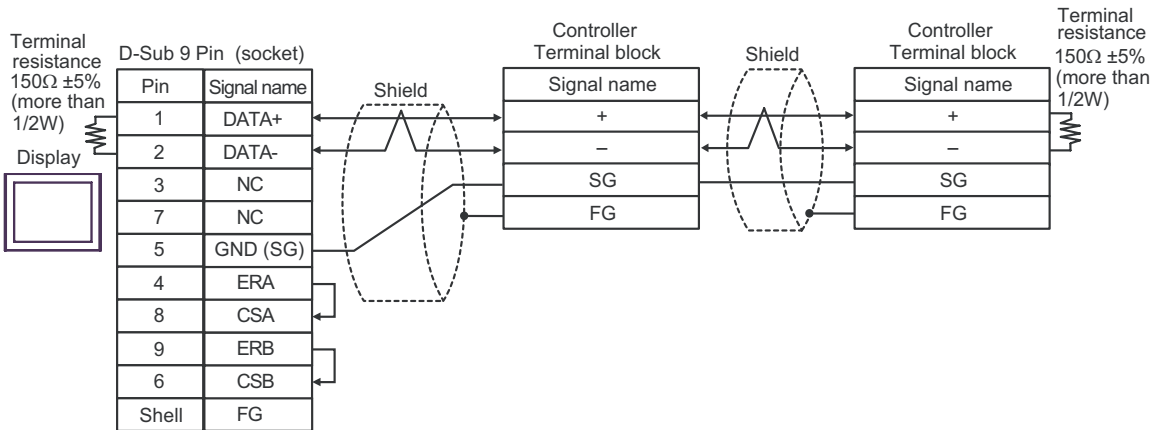 Terminal
resistance
150Ω ±5%
(more than
1/2W)
Display
D-Sub 9 Pin (socket)
Pin Signal name
1 DATA+
2 DATA-
3 NC
7 NC
5 GND (SG)
4 ERA
8 CSA
9 ERB
6 CSB
Shell FG
Shield
Controller
Terminal block
Signal name
+
–
SG
FG
Shield
Controller
Terminal block
Signal name
+
–
SG
FG
Terminal
resistance
150Ω ±5%
(more than
1/2W)